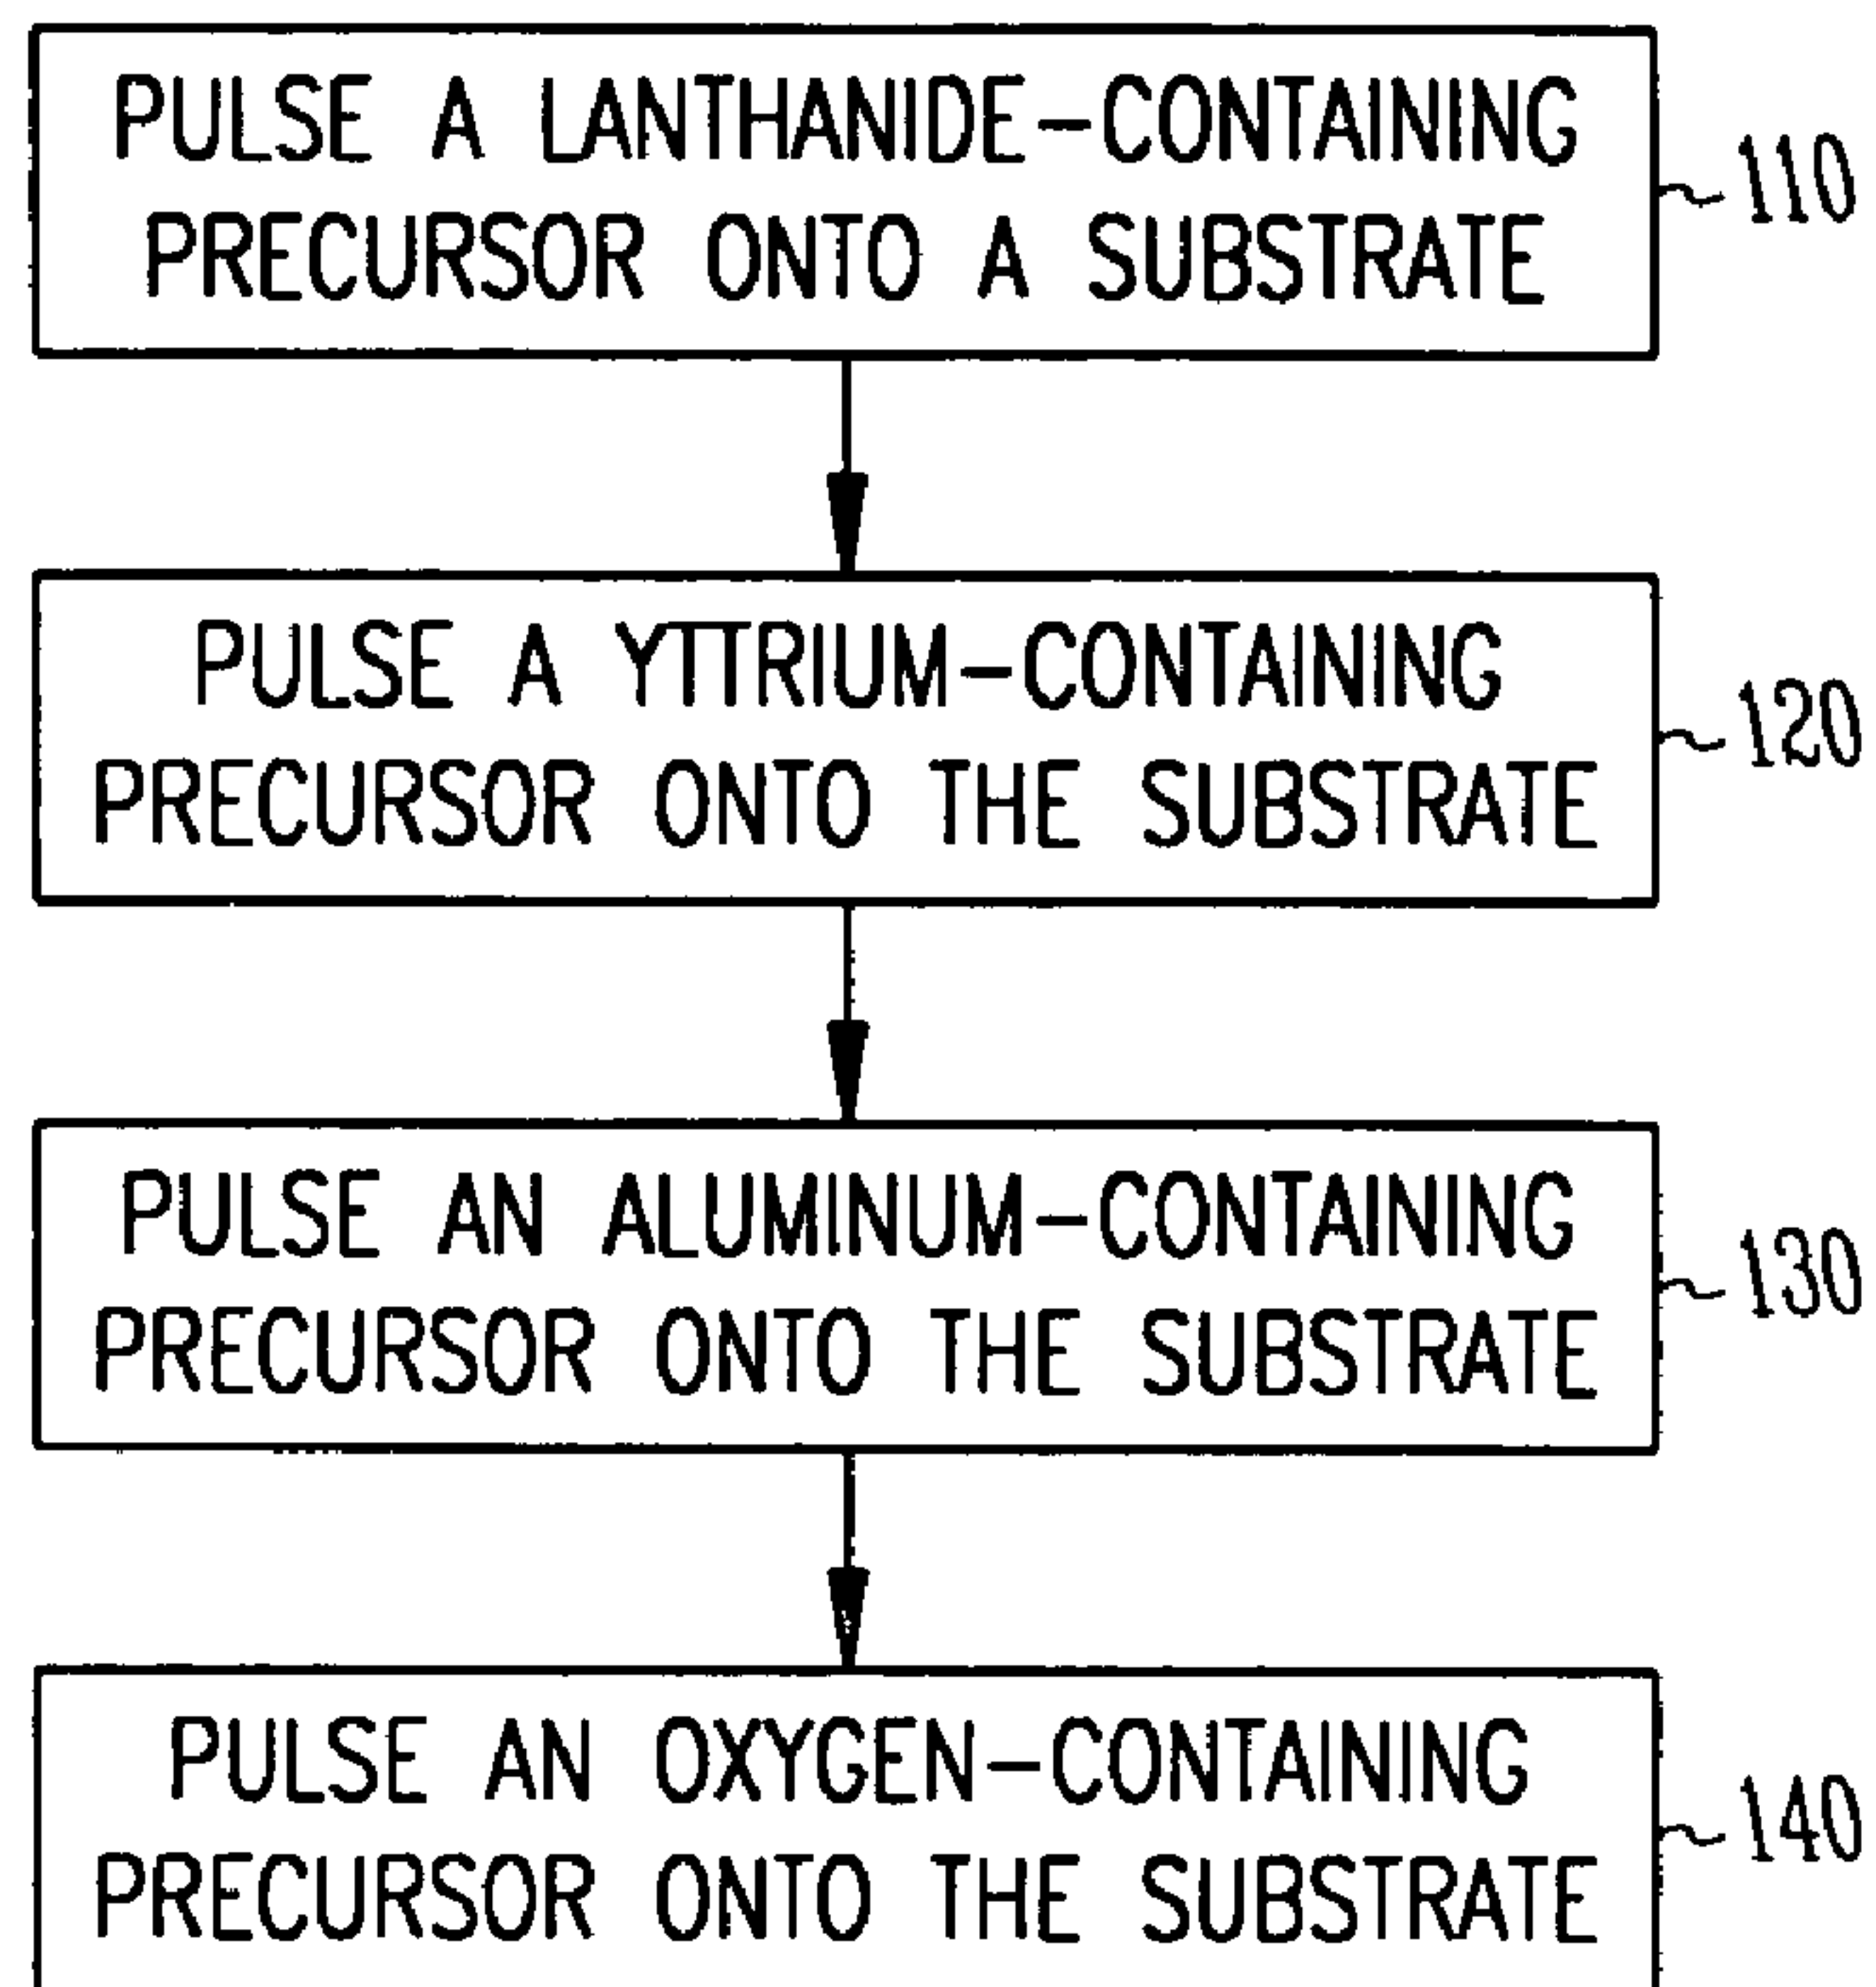 PULSE A LANTHANIDE-CONTAINING
PRECURSOR ONTO A SUBSTRATE
110
PULSE A YTTRIUM-CONTAINING
PRECURSOR ONTO THE SUBSTRATE
120
PULSE AN ALUMINUM-CONTAINING
PRECURSOR ONTO THE SUBSTRATE
130
PULSE AN OXYGEN-CONTAINING
PRECURSOR ONTO THE SUBSTRATE
140